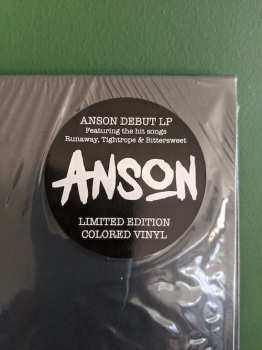 ANSON DEBUT LP
Featuring the hit songs
Runaway, Tightrope & Bittersweet
ANSON
LIMITED EDITION
COLORED VINYL